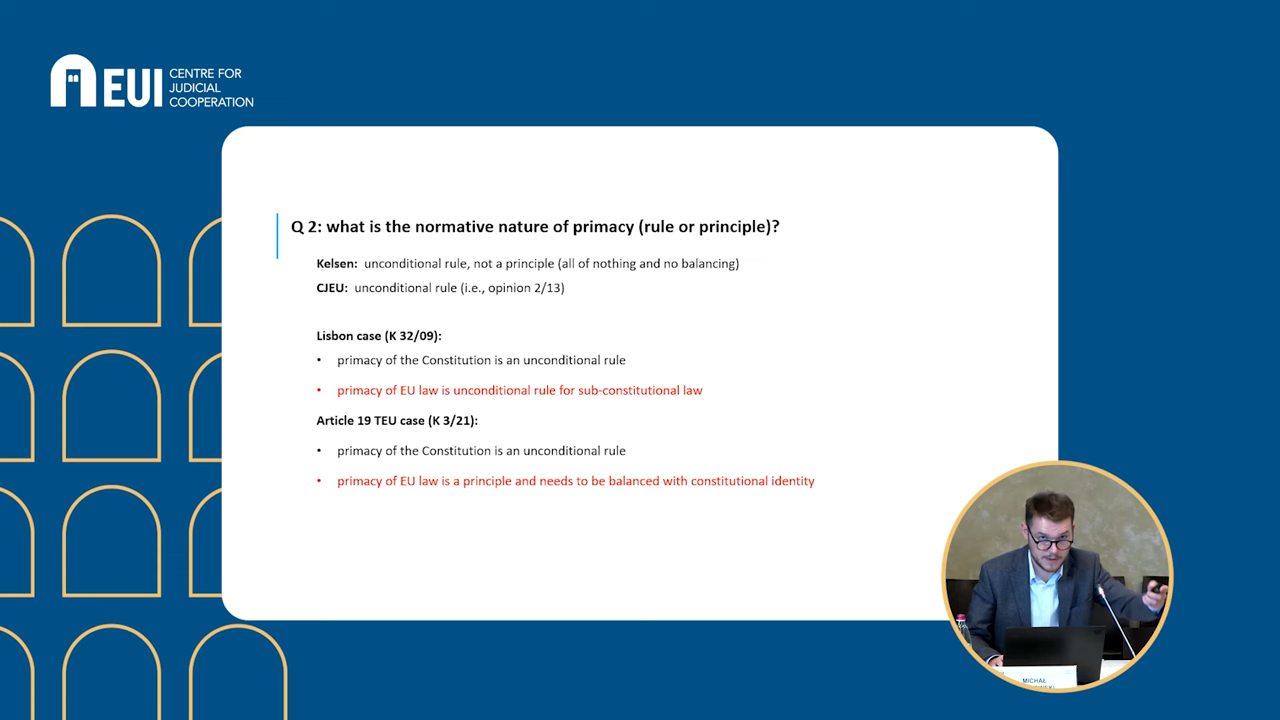 EUI
CENTRE FOR
JUDICIAL
COOPERATION
Q 2: what is the normative nature of primacy (rule or principle)?
Kelsen: unconditional rule, not a principle (all of nothing and no balancing)
CJEU: unconditional rule (i.e., opinion 2/13)
Lisbon case (K 32/09):
• primacy of the Constitution is an unconditional rule
• primacy of EU law is unconditional rule for sub-constitutional law
Article 19 TEU case (K 3/21):
• primacy of the Constitution is an unconditional rule
• primacy of EU law is a principle and needs to be balanced with constitutional identity
MICHAŁ